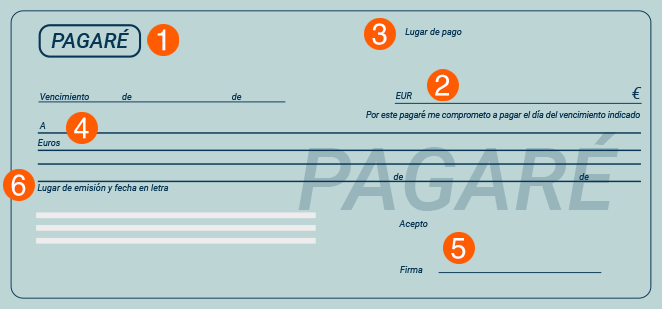 PAGARÉ 1
3 Lugar de pago
Vencimiento de de
EUR 2 €
Por este pagaré me comprometo a pagar el día del vencimiento indicado
A 4
Euros
PAGARÉ
de de
6 Lugar de emisión y fecha en letra
Acepto
5
Firma